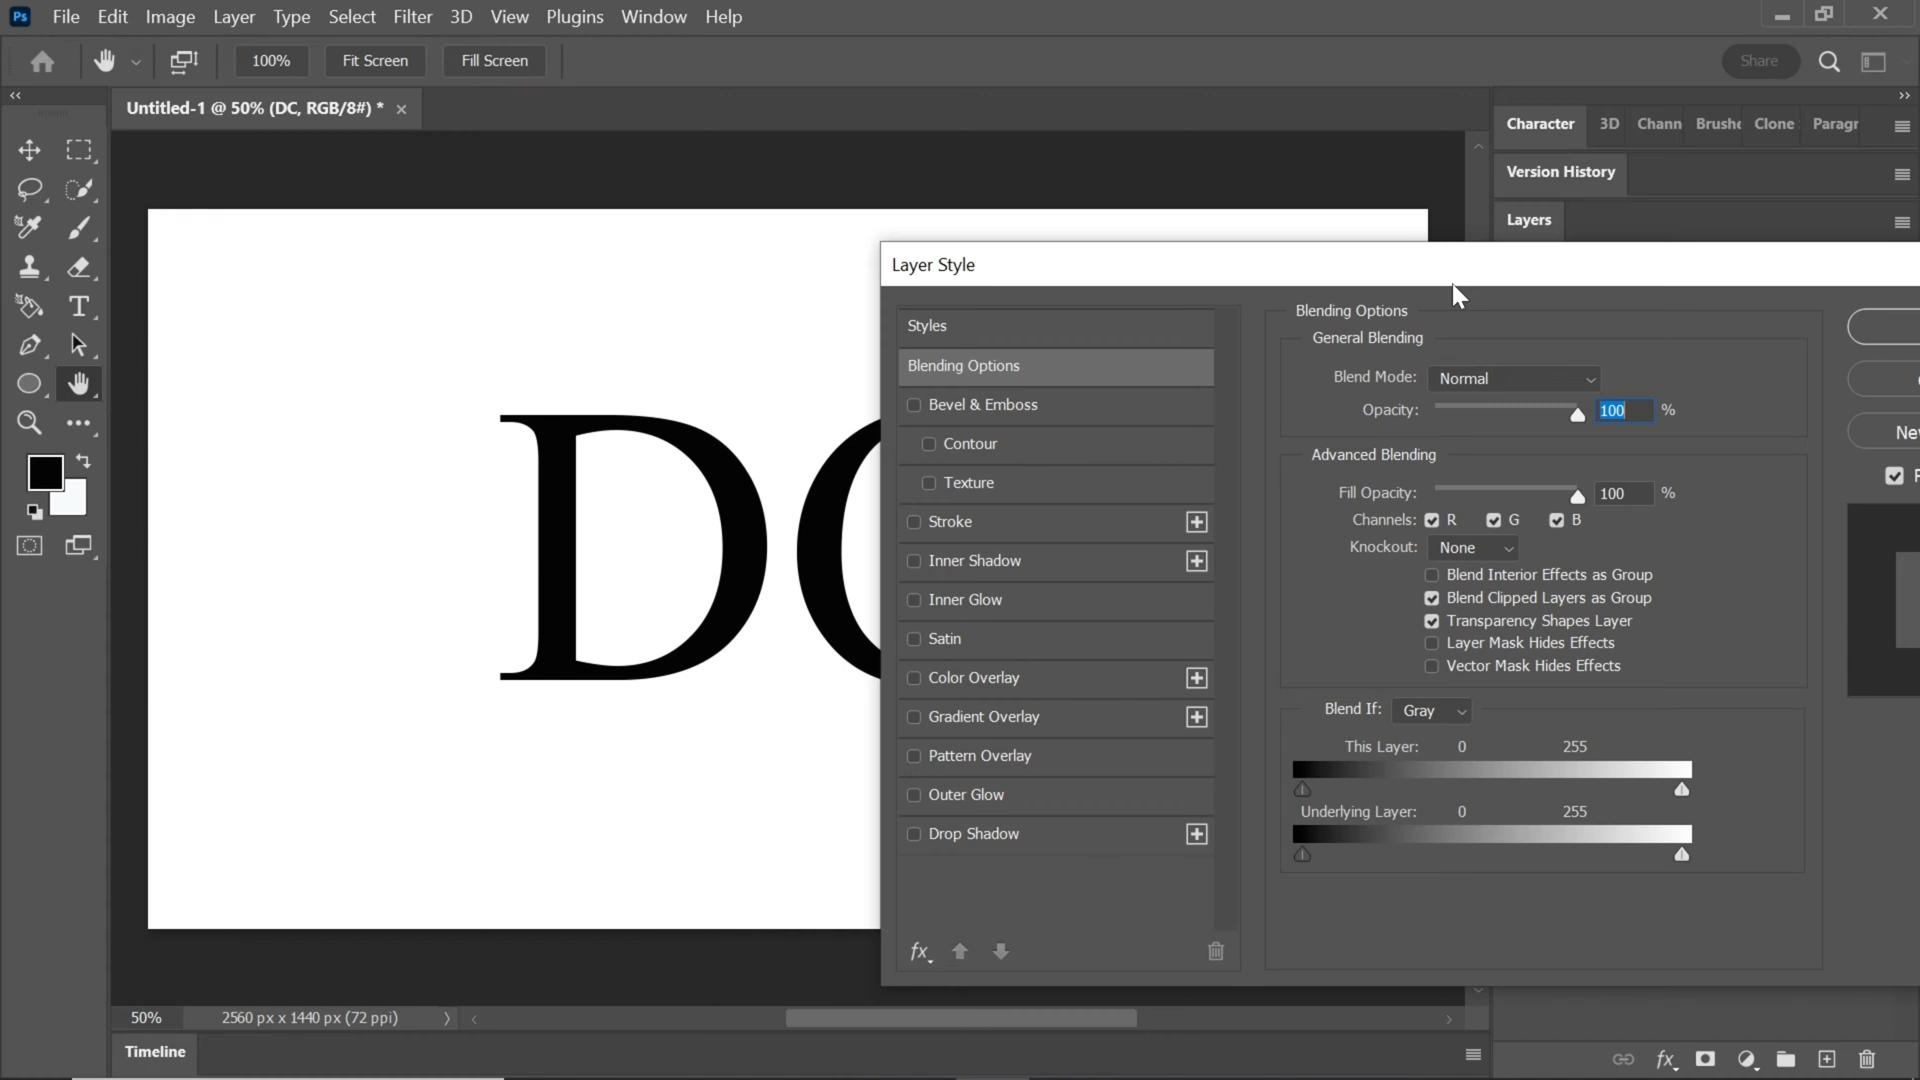 Ps File Edit Image Layer Type Select Filter 3D View Plugins Window Help
100% Fit Screen Fill Screen Share
Untitled-1 @ 50% (DC, RGB/8#) *
Character 3D Chann Brushe Clone Paragr
Version History
Layers
Layer Style
Styles
Blending Options
Bevel & Emboss
Contour
Texture
Stroke
Inner Shadow
Inner Glow
Satin
Color Overlay
Gradient Overlay
Pattern Overlay
Outer Glow
Drop Shadow
fx
Blending Options
General Blending
Blend Mode: Normal
Opacity: 100 %
Advanced Blending
Fill Opacity: 100 %
Channels: R G B
Knockout: None
Blend Interior Effects as Group
Blend Clipped Layers as Group
Transparency Shapes Layer
Layer Mask Hides Effects
Vector Mask Hides Effects
Blend If: Gray
This Layer: 0 255
Underlying Layer: 0 255
Ne
D
T
50% 2560 px x 1440 px (72 ppi)
Timeline
fx